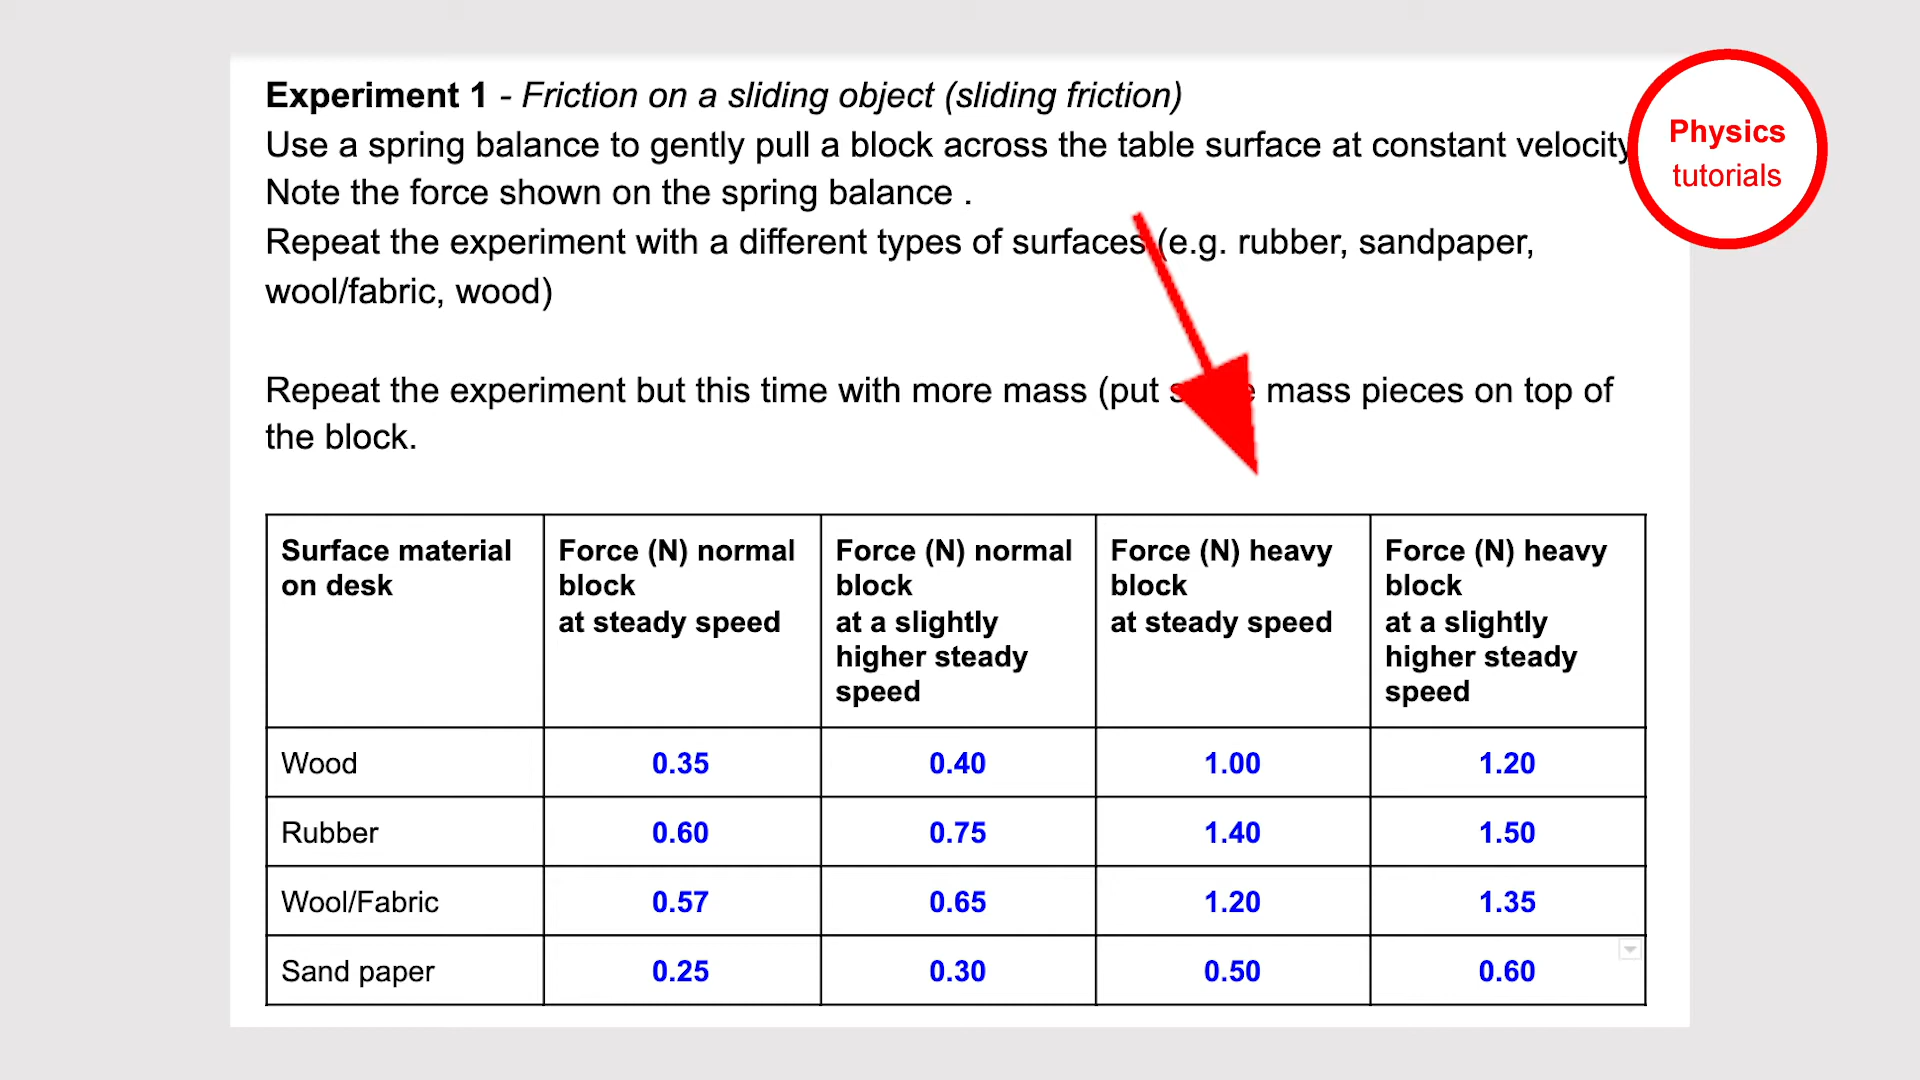 Experiment 1 - Friction on a sliding object (sliding friction)
Use a spring balance to gently pull a block across the table surface at constant velocity
Note the force shown on the spring balance .
Repeat the experiment with a different types of surfaces (e.g. rubber, sandpaper,
wool/fabric, wood)
Repeat the experiment but this time with more mass (put mass pieces on top of
the block.
Physics
tutorials
Surface material
on desk
Force (N) normal
block
at steady speed
Force (N) normal
block
at a slightly
higher steady
speed
Force (N) heavy
block
at steady speed
Force (N) heavy
block
at a slightly
higher steady
speed
Wood 0.35 0.40 1.00 1.20
Rubber 0.60 0.75 1.40 1.50
Wool/Fabric 0.57 0.65 1.20 1.35
Sand paper 0.25 0.30 0.50 0.60